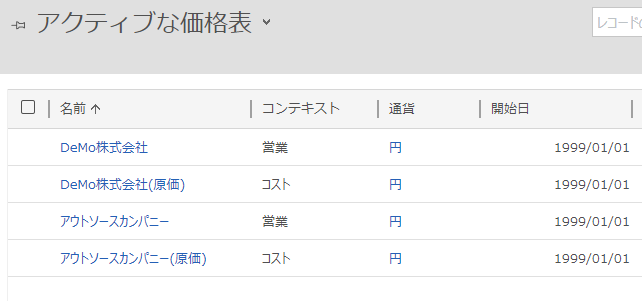 アクティブな価格表
レコードの
名前 コンテキスト 通貨 開始日
DeMo株式会社 営業 円 1999/01/01
DeMo株式会社(原価) コスト 円 1999/01/01
アウトソースカンパニー 営業 円 1999/01/01
アウトソースカンパニー(原価) コスト 円 1999/01/01